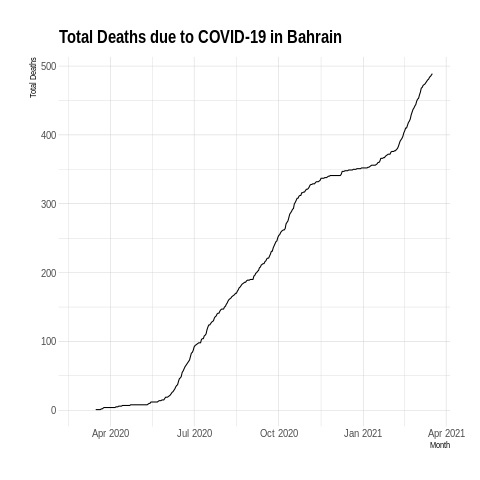 Total Deaths due to COVID-19 in Bahrain
Total Deaths
500
400
300
200
100
0
Apr 2020 Jul 2020 Oct 2020 Jan 2021 Apr 2021
Month